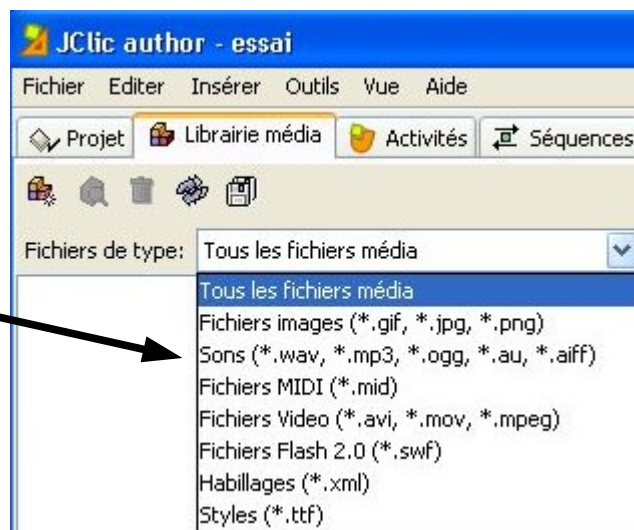 JClic author - essai
Fichier Editer Insérer Outils Vue Aide
Projet Librairie média Activités Séquences
Fichiers de type: Tous les fichiers média
Tous les fichiers média
Fichiers images (*.gif, *.jpg, *.png)
Sons (*.wav, *.mp3, *.ogg, *.au, *.aiff)
Fichiers MIDI (*.mid)
Fichiers Video (*.avi, *.mov, *.mpeg)
Fichiers Flash 2.0 (*.swf)
Habillages (*.xml)
Styles (*.ttf)